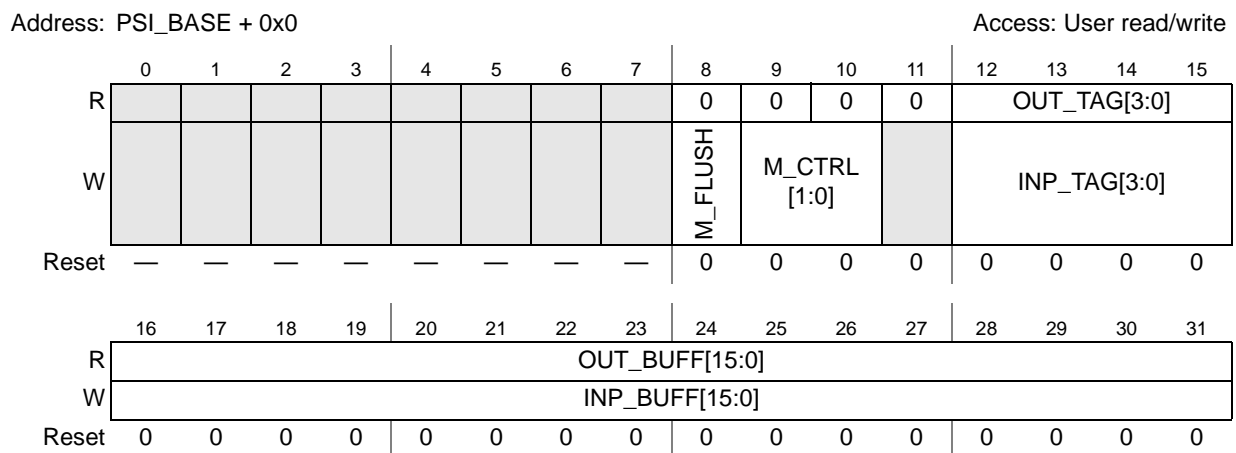 Address: PSI_BASE + 0x0 Access: User read/write
0 1 2 3 4 5 6 7 8 9 10 11 12 13 14 15
R 0 0 0 0 OUT_TAG[3:0]
W M_FLUSH M_CTRL [1:0] INP_TAG[3:0]
Reset — — — — — — — — 0 0 0 0 0 0 0 0
16 17 18 19 20 21 22 23 24 25 26 27 28 29 30 31
R OUT_BUFF[15:0]
W INP_BUFF[15:0]
Reset 0 0 0 0 0 0 0 0 0 0 0 0 0 0 0 0